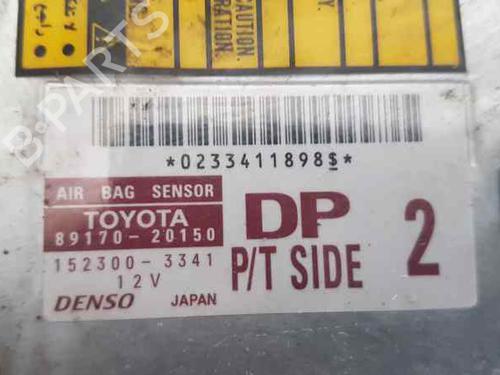 CAUTION.
*0233411898$*
AIR BAG SENSOR
TOYOTA
89170-20150
152300-3341
12V
DENSO JAPAN
DP
P/T SIDE
2
B-PARTS